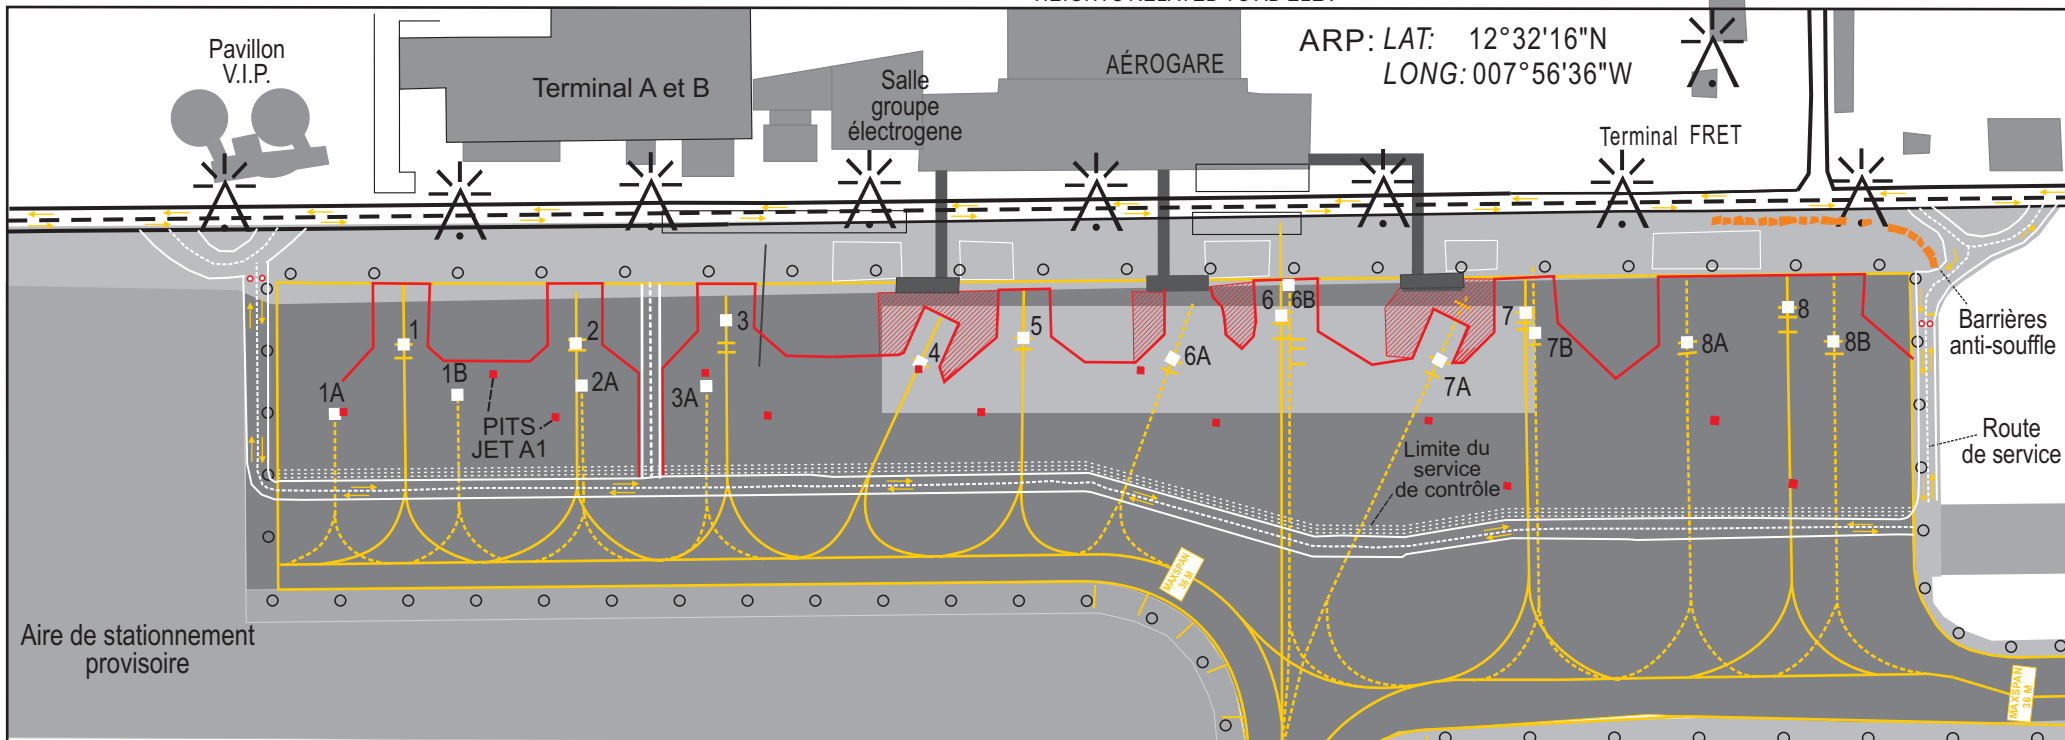 Pavillon
V.I.P.
Terminal A et B
Salle
groupe
électrogene
AÉROGARE
ARP: LAT: 12°32'16"N
LONG: 007°56'36"W
Terminal FRET
1
2
3
4
5
6
6B
6A
7
7B
7A
8
8A
8B
1A
1B
2A
3A
PITS
JET A1
Limite du
service
de contrôle
Barrières
anti-souffle
Route
de service
MAXSPAN
36 M
MAXSPAN
36 M
Aire de stationnement
provisoire